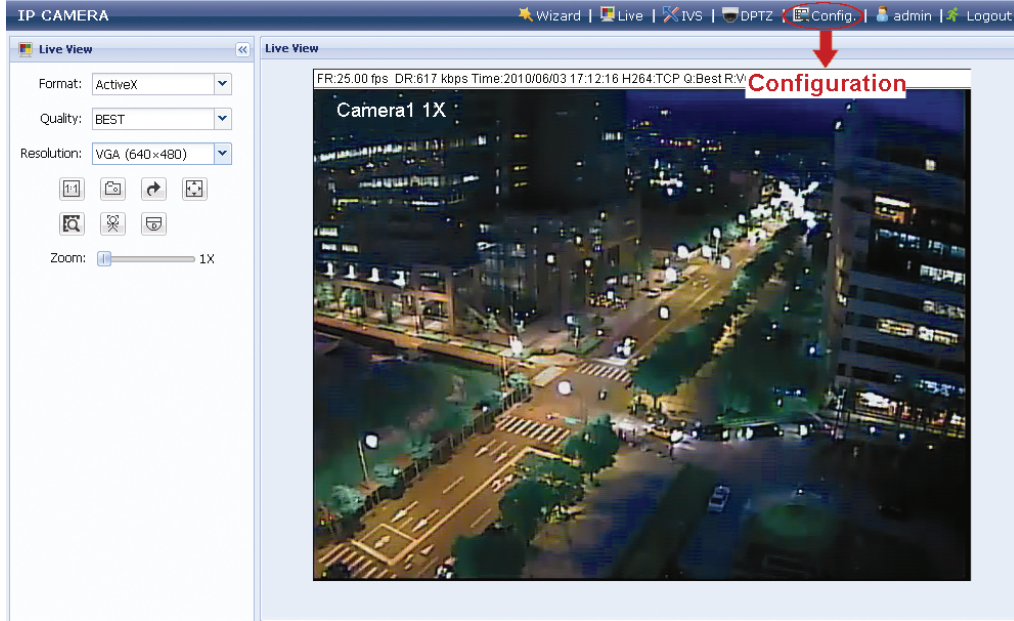 IP CAMERA
Wizard | Live | IVS | DPTZ | Config. | admin | Logout
Live View
Live View
Format: ActiveX
Quality: BEST
Resolution: VGA (640×480)
1:1
Zoom: 1X
FR:25.00 fps DR:617 kbps Time:2010/06/03 17:12:16 H264:TCP Q:Best
Configuration
Camera1 1X